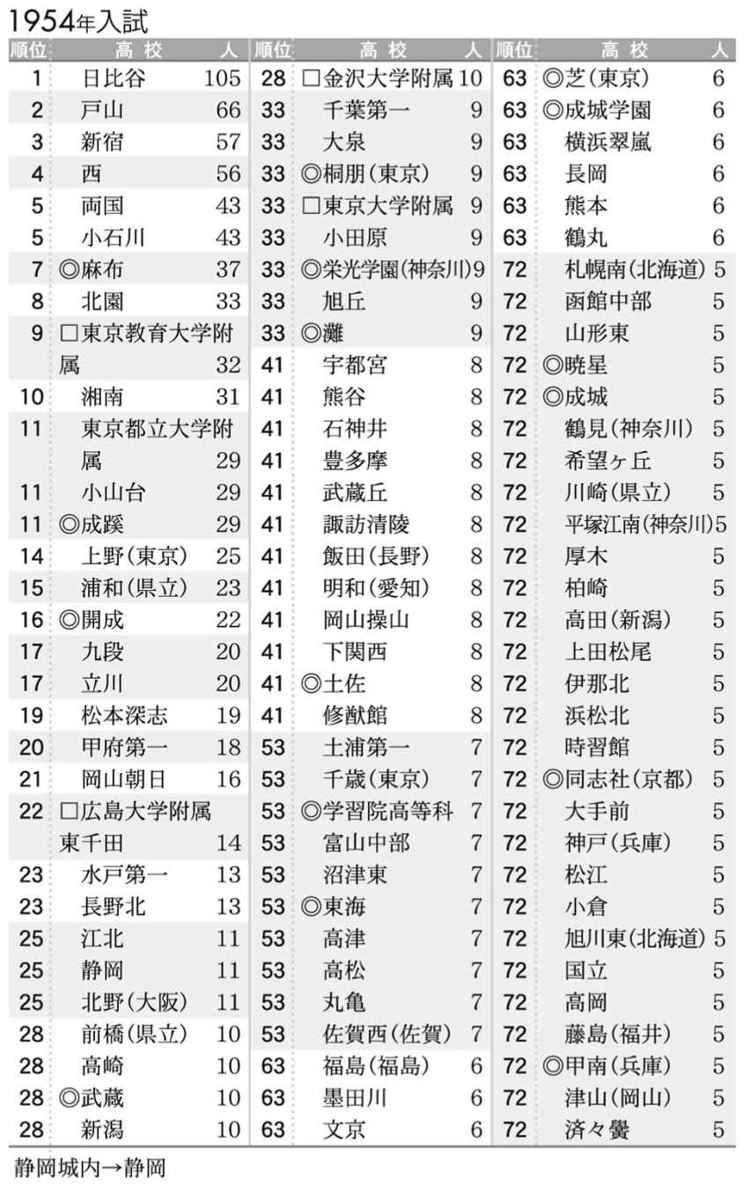 1954年入試
順位 高校 人
1 日比谷 105
2 戸山 66
3 新宿 57
4 西 56
5 両国 43
5 小石川 43
7 ◎麻布 37
8 北園 33
9 □東京教育大学附
属 32
10 湘南 31
11 東京都立大学附
属 29
11 小山台 29
11 ◎成蹊 29
14 上野(東京) 25
15 浦和(県立) 23
16 ◎開成 22
17 九段 20
17 立川 20
19 松本深志 19
20 甲府第一 18
21 岡山朝日 16
22 □広島大学附属
東千田 14
23 水戸第一 13
23 長野北 13
25 江北 11
25 静岡 11
25 北野(大阪) 11
28 前橋(県立) 10
28 高崎 10
28 ◎武蔵 10
28 新潟 10
順位 高校 人
28 □金沢大学附属 10
33 千葉第一 9
33 大泉 9
33 ◎桐朋(東京) 9
33 □東京大学附属 9
33 小田原 9
33 ◎栄光学園(神奈川) 9
33 旭丘 9
33 ◎灘 9
41 宇都宮 8
41 熊谷 8
41 石神井 8
41 豊多摩 8
41 武蔵丘 8
41 諏訪清陵 8
41 飯田(長野) 8
41 明和(愛知) 8
41 岡山操山 8
41 下関西 8
41 ◎土佐 8
41 修猷館 8
53 土浦第一 7
53 千歳(東京) 7
53 ◎学習院高等科 7
53 富山中部 7
53 沼津東 7
53 ◎東海 7
53 高津 7
53 高松 7
53 丸亀 7
53 佐賀西(佐賀) 7
63 福島(福島) 6
63 墨田川 6
63 文京 6
順位 高校 人
63 ◎芝(東京) 6
63 ◎成城学園 6
63 横浜翠嵐 6
63 長岡 6
63 熊本 6
63 鶴丸 6
72 札幌南(北海道) 5
72 函館中部 5
72 山形東 5
72 ◎暁星 5
72 ◎成城 5
72 鶴見(神奈川) 5
72 希望ヶ丘 5
72 川崎(県立) 5
72 平塚江南(神奈川) 5
72 厚木 5
72 柏崎 5
72 高田(新潟) 5
72 上田松尾 5
72 伊那北 5
72 浜松北 5
72 時習館 5
72 ◎同志社(京都) 5
72 大手前 5
72 神戸(兵庫) 5
72 松江 5
72 小倉 5
72 旭川東(北海道) 5
72 国立 5
72 高岡 5
72 藤島(福井) 5
72 ◎甲南(兵庫) 5
72 津山(岡山) 5
72 済々黌 5
静岡城内→静岡